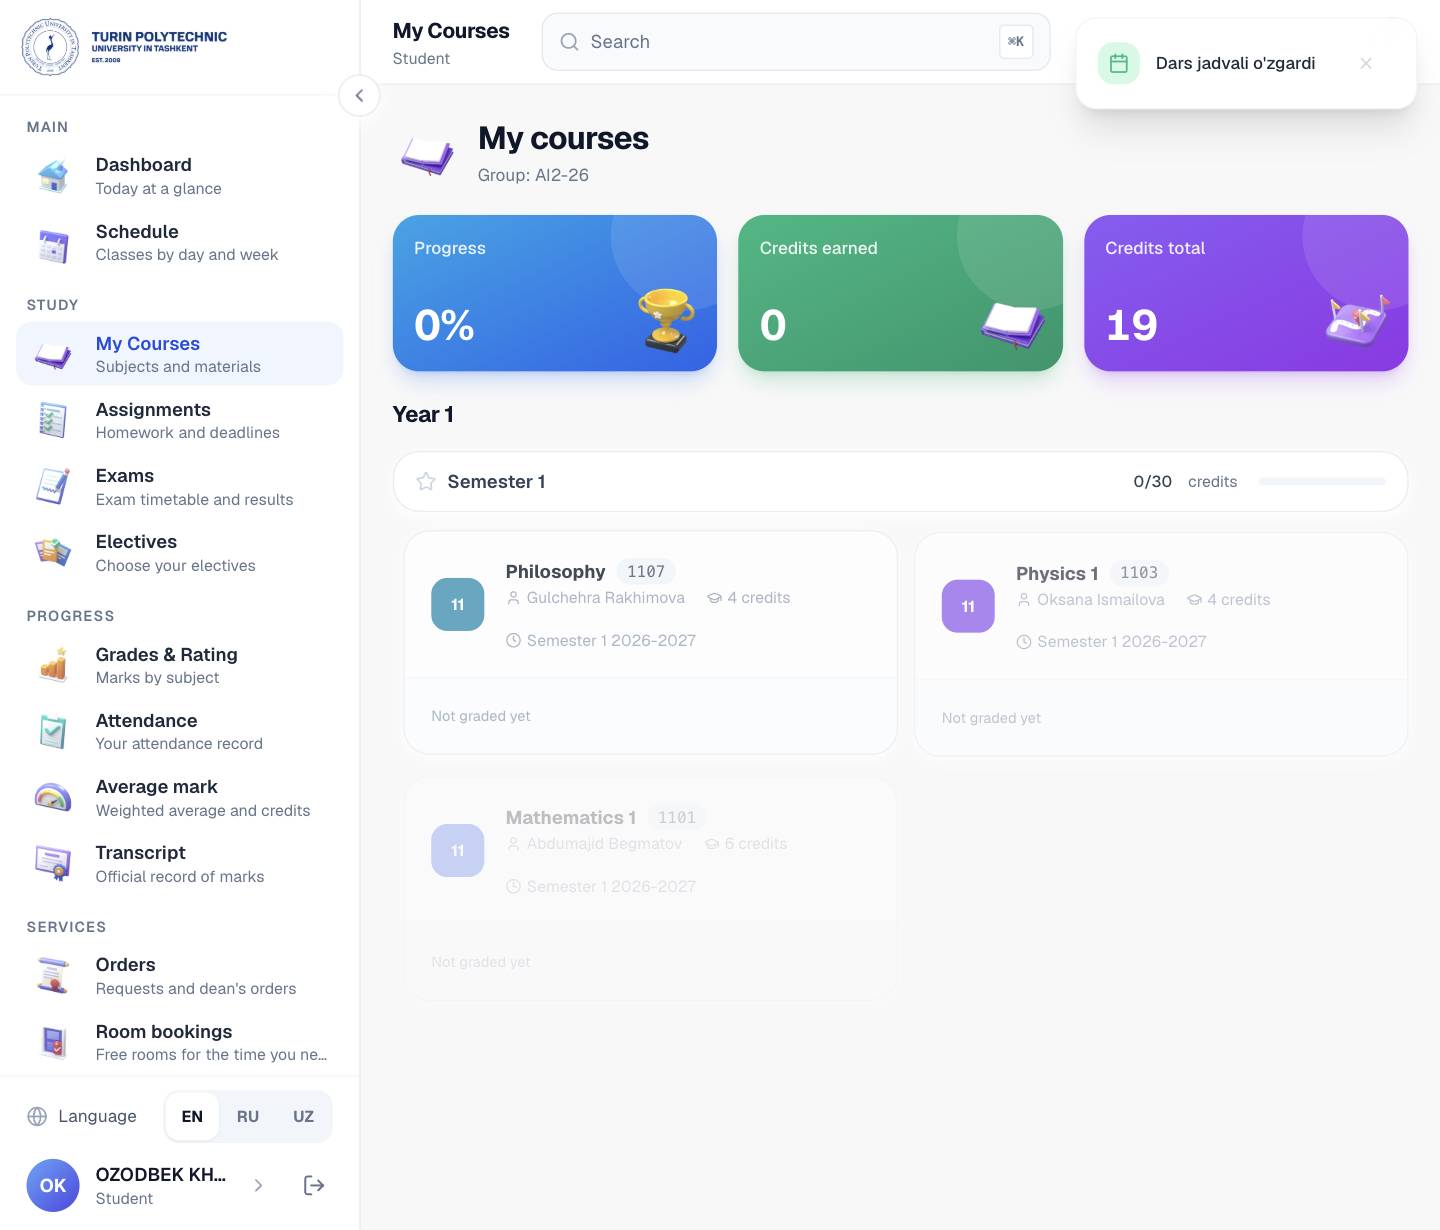 TURIN POLYTECHNIC
UNIVERSITY IN TASHKENT
EST. 2009
MAIN
Dashboard
Today at a glance
Schedule
Classes by day and week
STUDY
My Courses
Subjects and materials
Assignments
Homework and deadlines
Exams
Exam timetable and results
Electives
Choose your electives
PROGRESS
Grades & Rating
Marks by subject
Attendance
Your attendance record
Average mark
Weighted average and credits
Transcript
Official record of marks
SERVICES
Orders
Requests and dean's orders
Room bookings
Free rooms for the time you ne...
Language EN RU UZ
OK
OZODBEK KH...
Student
My Courses
Student
Search ⌘K
Dars jadvali o'zgardi
My courses
Group: AI2-26
Progress
0%
Credits earned
0
Credits total
19
Year 1
Semester 1 0/30 credits
11
Philosophy 1107
Gulchehra Rakhimova 4 credits
Semester 1 2026-2027
Not graded yet
11
Physics 1 1103
Oksana Ismailova 4 credits
Semester 1 2026-2027
Not graded yet
11
Mathematics 1 1101
Abdumajid Begmatov 6 credits
Semester 1 2026-2027
Not graded yet